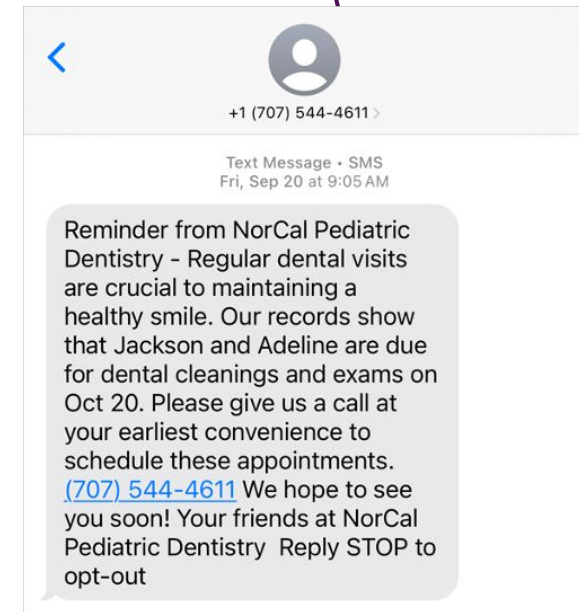 +1 (707) 544-4611 >
Text Message • SMS
Fri, Sep 20 at 9:05 AM
Reminder from NorCal Pediatric
Dentistry - Regular dental visits
are crucial to maintaining a
healthy smile. Our records show
that Jackson and Adeline are due
for dental cleanings and exams on
Oct 20. Please give us a call at
your earliest convenience to
schedule these appointments.
(707) 544-4611 We hope to see
you soon! Your friends at NorCal
Pediatric Dentistry  Reply STOP to
opt-out